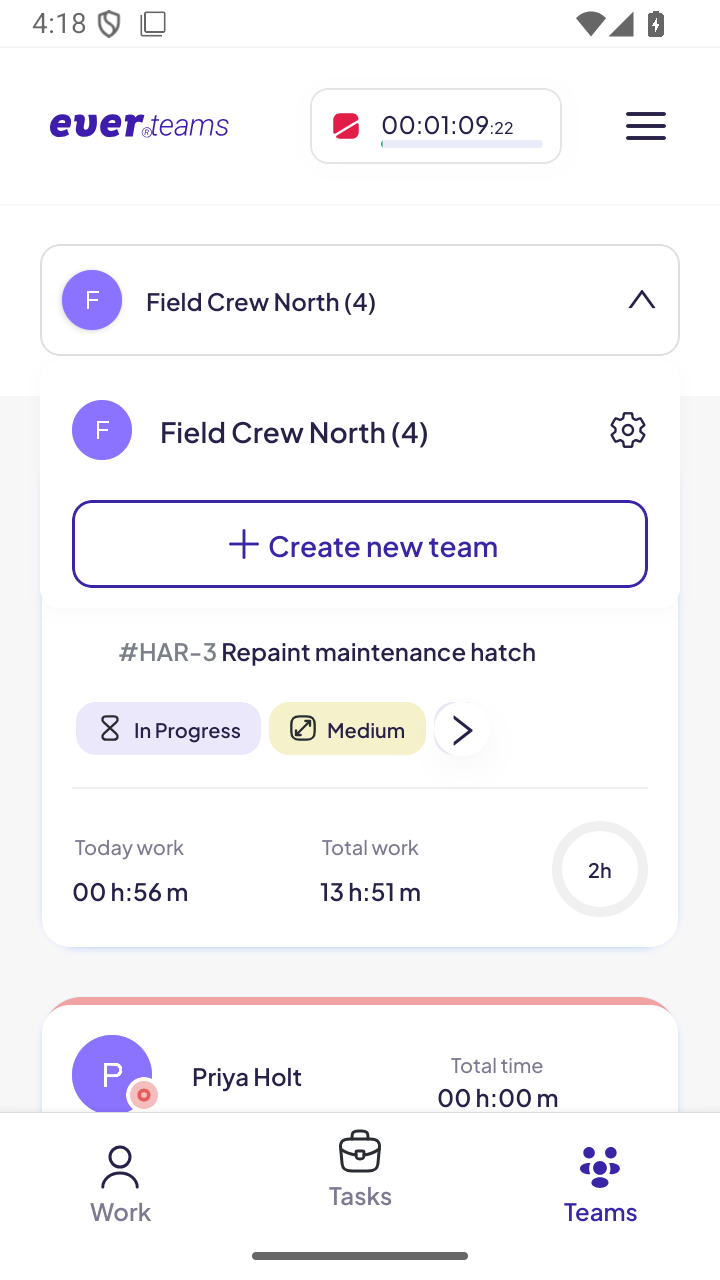 4:18
ever®teams
00:01:09:22
F
Field Crew North (4)
F
Field Crew North (4)
Create new team
#HAR-3 Repaint maintenance hatch
In Progress
Medium
Today work
Total work
00 h:56 m
13 h:51 m
2h
P
Priya Holt
Total time
00 h:00 m
Work
Tasks
Teams